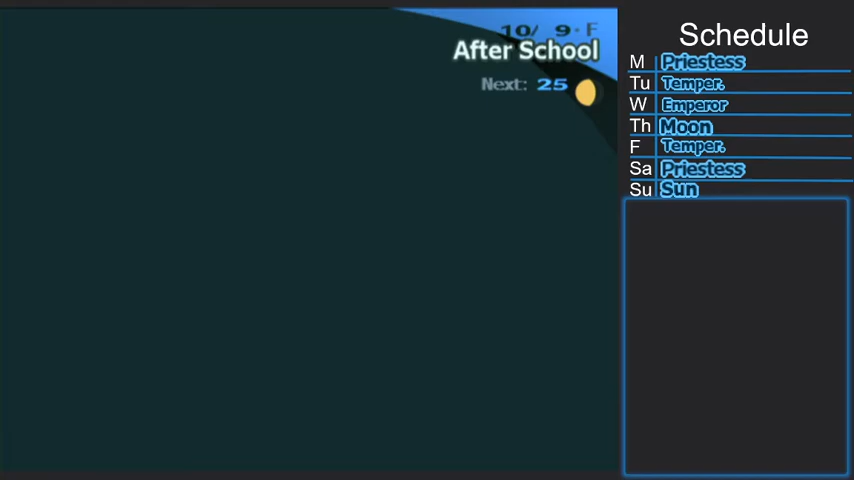 10/ 9・F
After School
Next: 25
Schedule
M Priestess
Tu Temper.
W Emperor
Th Moon
F Temper.
Sa Priestess
Su Sun